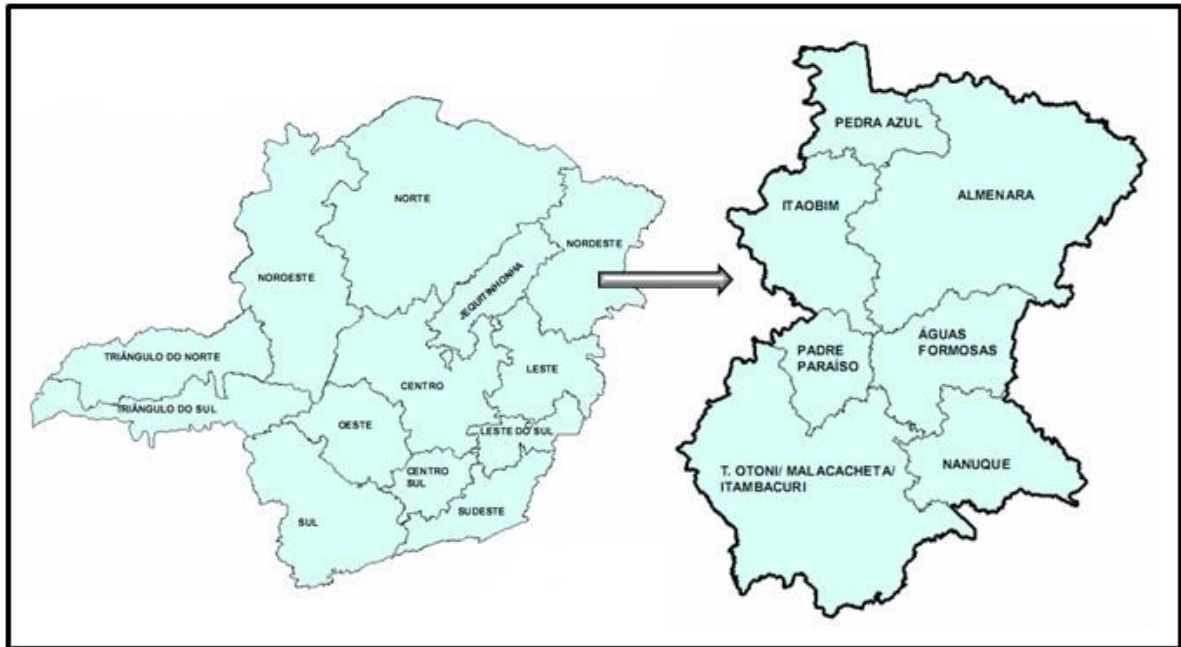 NORTE
NORDESTE
NOROESTE
JEQUITINHONHA
TRIÂNGULO DO NORTE
LESTE
CENTRO
TRIÂNGULO DO SUL
OESTE
LESTE DO SUL
CENTRO
SUL
SUDESTE
SUL
PEDRA AZUL
ITAOBIM
ALMENARA
PADRE
PARAÍSO
ÁGUAS
FORMOSAS
T. OTONI/ MALACACHETA/
ITAMBACURI
NANUQUE